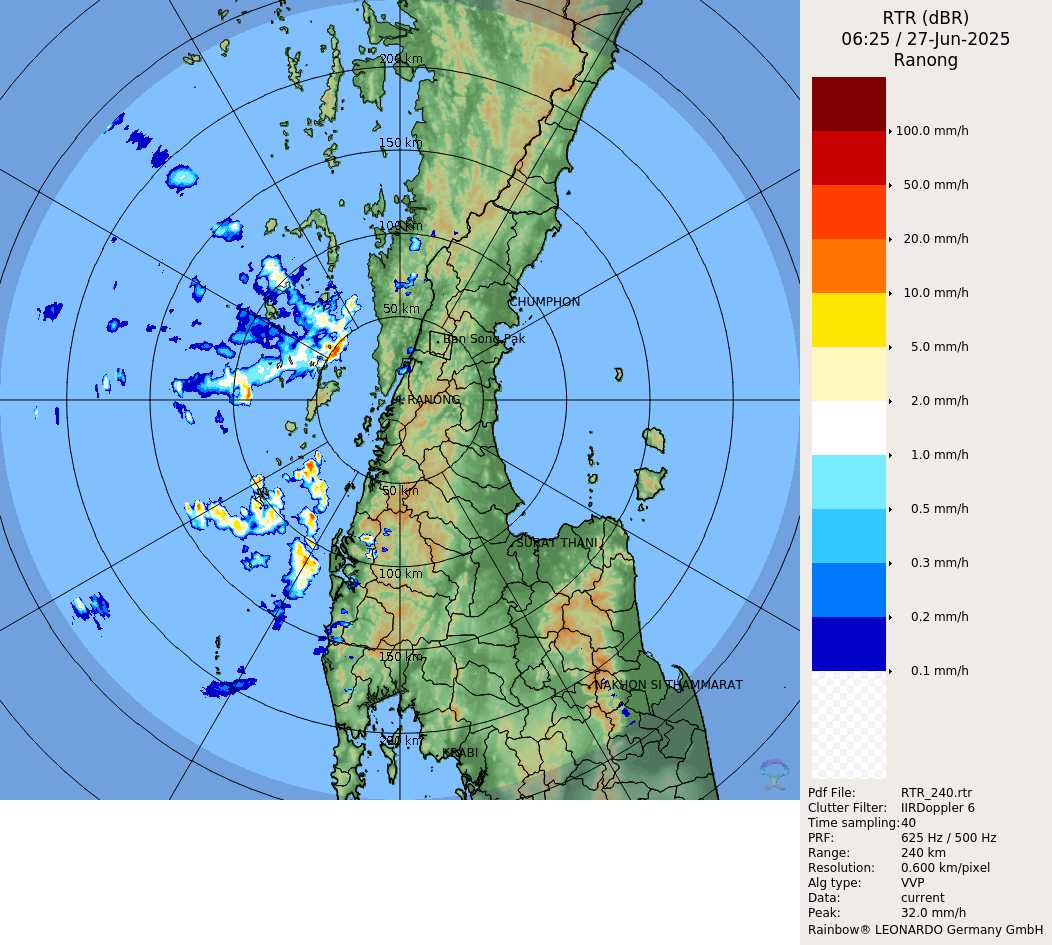 RTR (dBR)
06:25 / 27-Jun-2025
Ranong
200 km
150 km
100 km
50 km
CHUMPHON
Ban Song Pak
RANONG
50 km
SURAT THANI
100 km
150 km
NAKHON SI THAMMARAT
200 km
KRABI
100.0 mm/h
50.0 mm/h
20.0 mm/h
10.0 mm/h
5.0 mm/h
2.0 mm/h
1.0 mm/h
0.5 mm/h
0.3 mm/h
0.2 mm/h
0.1 mm/h
Pdf File: RTR_240.rtr
Clutter Filter: IIRDoppler 6
Time sampling:40
PRF: 625 Hz / 500 Hz
Range: 240 km
Resolution: 0.600 km/pixel
Alg type: VVP
Data: current
Peak: 32.0 mm/h
Rainbow® LEONARDO Germany GmbH